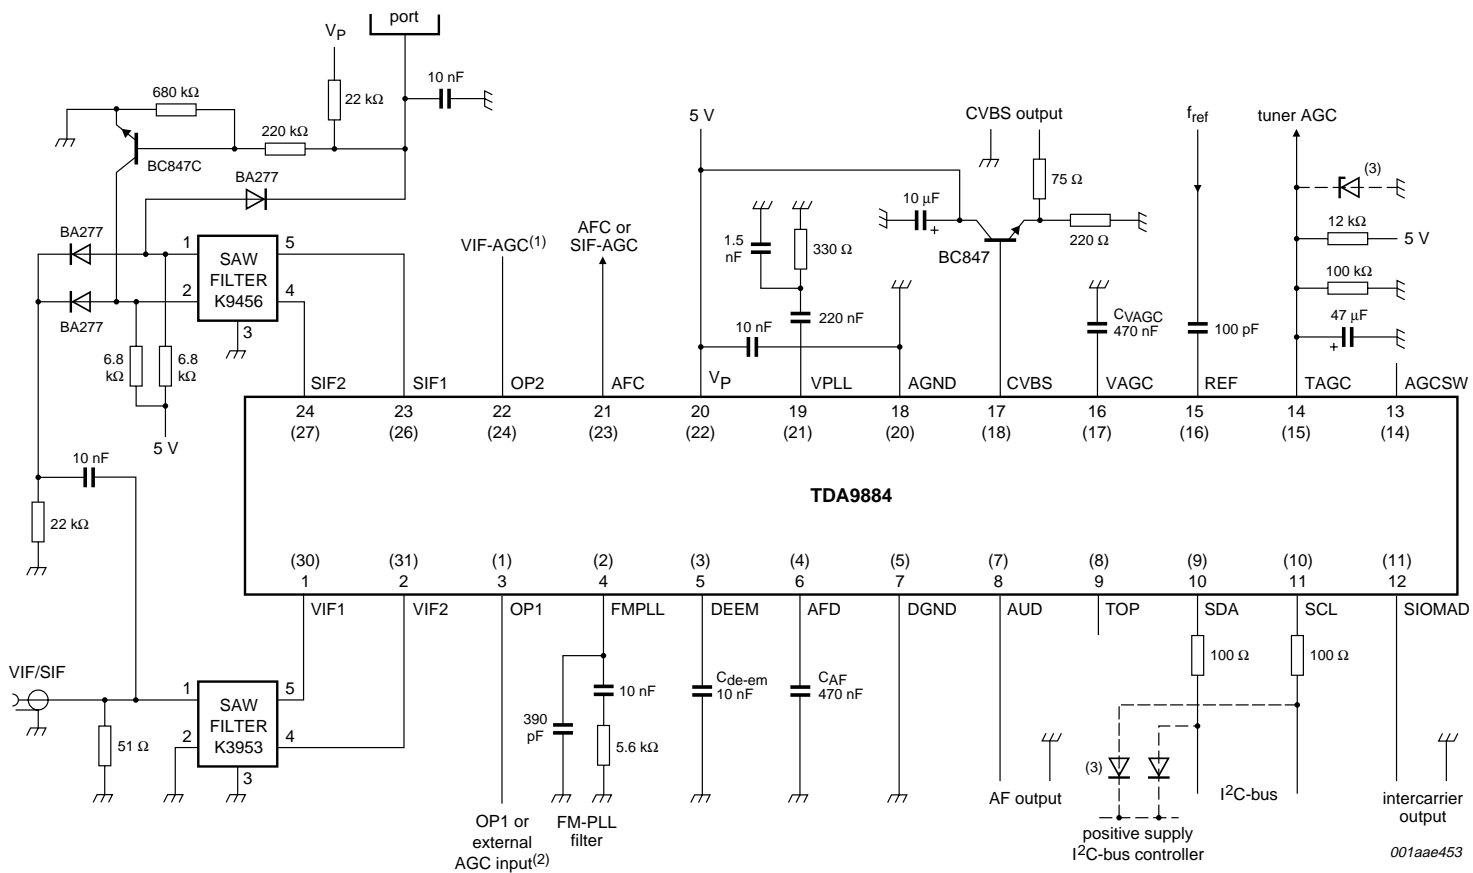 port
VP
10 nF
680 kΩ
22 kΩ
220 kΩ
BC847C
BA277
5 V
CVBS output
fref
tuner AGC
(3)
75 Ω
10 µF
+
12 kΩ
5 V
BA277
1
5
SAW
FILTER
K9456
2
4
3
BA277
VIF-AGC(1)
AFC or
SIF-AGC
1.5
nF
330 Ω
BC847
220 Ω
100 kΩ
10 nF
220 nF
CVAGC
470 nF
100 pF
47 µF
+
6.8
kΩ
6.8
kΩ
5 V
SIF2
SIF1
OP2
AFC
VP
VPLL
AGND
CVBS
VAGC
REF
TAGC
AGCSW
24
23
22
21
20
19
18
17
16
15
14
13
(27)
(26)
(24)
(23)
(22)
(21)
(20)
(18)
(17)
(16)
(15)
(14)
10 nF
22 kΩ
TDA9884
(30)
(31)
(1)
(2)
(3)
(4)
(5)
(7)
(8)
(9)
(10)
(11)
1
2
3
4
5
6
7
8
9
10
11
12
VIF1
VIF2
OP1
FMPLL
DEEM
AFD
DGND
AUD
TOP
SDA
SCL
SIOMAD
VIF/SIF
1
5
SAW
FILTER
K3953
2
4
3
51 Ω
10 nF
390
pF
5.6 kΩ
Cde-em
10 nF
CAF
470 nF
100 Ω
100 Ω
(3)
OP1 or
external
AGC input(2)
FM-PLL
filter
AF output
I2C-bus
positive supply
I2C-bus controller
intercarrier
output
001aae453